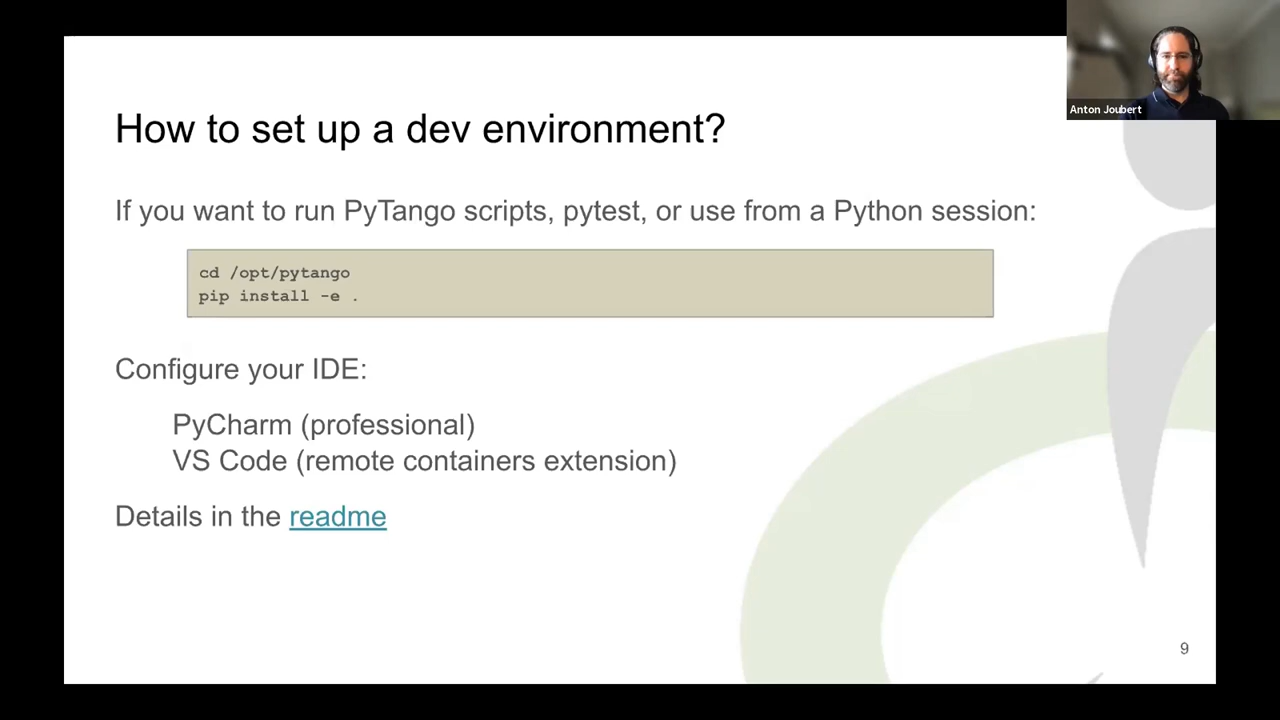 How to set up a dev environment?
Anton Joubert
If you want to run PyTango scripts, pytest, or use from a Python session:
cd /opt/pytango
pip install -e .
Configure your IDE:
PyCharm (professional)
VS Code (remote containers extension)
Details in the readme
9